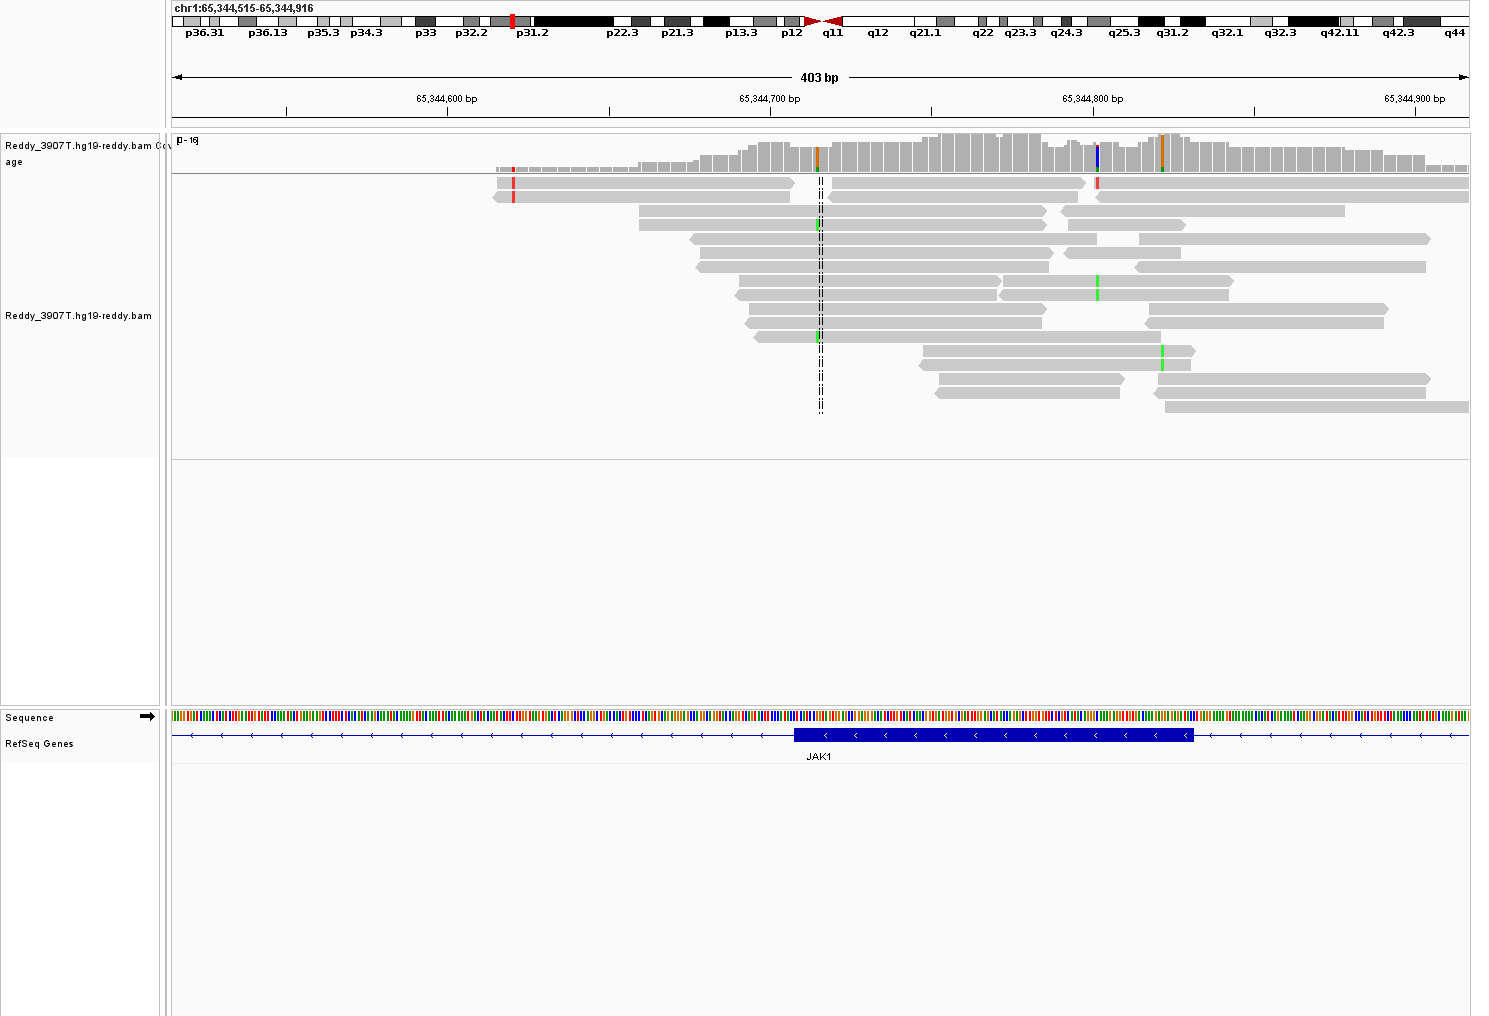 chr1:65,344,515-65,344,916
p36.31 p36.13 p35.3 p34.3 p33 p32.2 p31.2 p22.3 p21.3 p13.3 p12 q11 q12 q21.1 q22 q23.3 q24.3 q25.3 q31.2 q32.1 q32.3 q42.11 q42.3 q44
403 bp
65,344,600 bp 65,344,700 bp 65,344,800 bp 65,344,900 bp
Reddy_3907T.hg19-reddy.bam Cov
age
[0 - 16]
Reddy_3907T.hg19-reddy.bam
Sequence
RefSeq Genes
JAK1